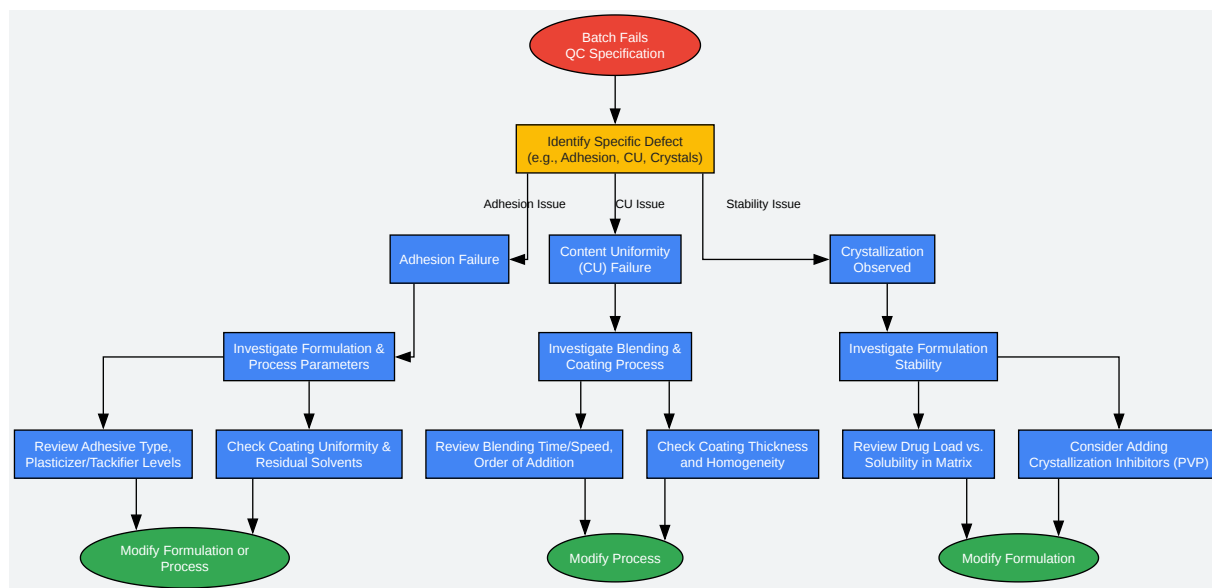 Batch Fails
QC Specification
Identify Specific Defect
(e.g., Adhesion, CU, Crystals)
Adhesion Issue
CU Issue
Stability Issue
Adhesion Failure
Content Uniformity
(CU) Failure
Crystallization
Observed
Investigate Formulation &
Process Parameters
Investigate Blending &
Coating Process
Investigate Formulation
Stability
Review Adhesive Type,
Plasticizer/Tackifier Levels
Check Coating Uniformity &
Residual Solvents
Review Blending Time/Speed,
Order of Addition
Check Coating Thickness
and Homogeneity
Review Drug Load vs.
Solubility in Matrix
Consider Adding
Crystallization Inhibitors (PVP)
Modify Formulation or
Process
Modify Process
Modify Formulation